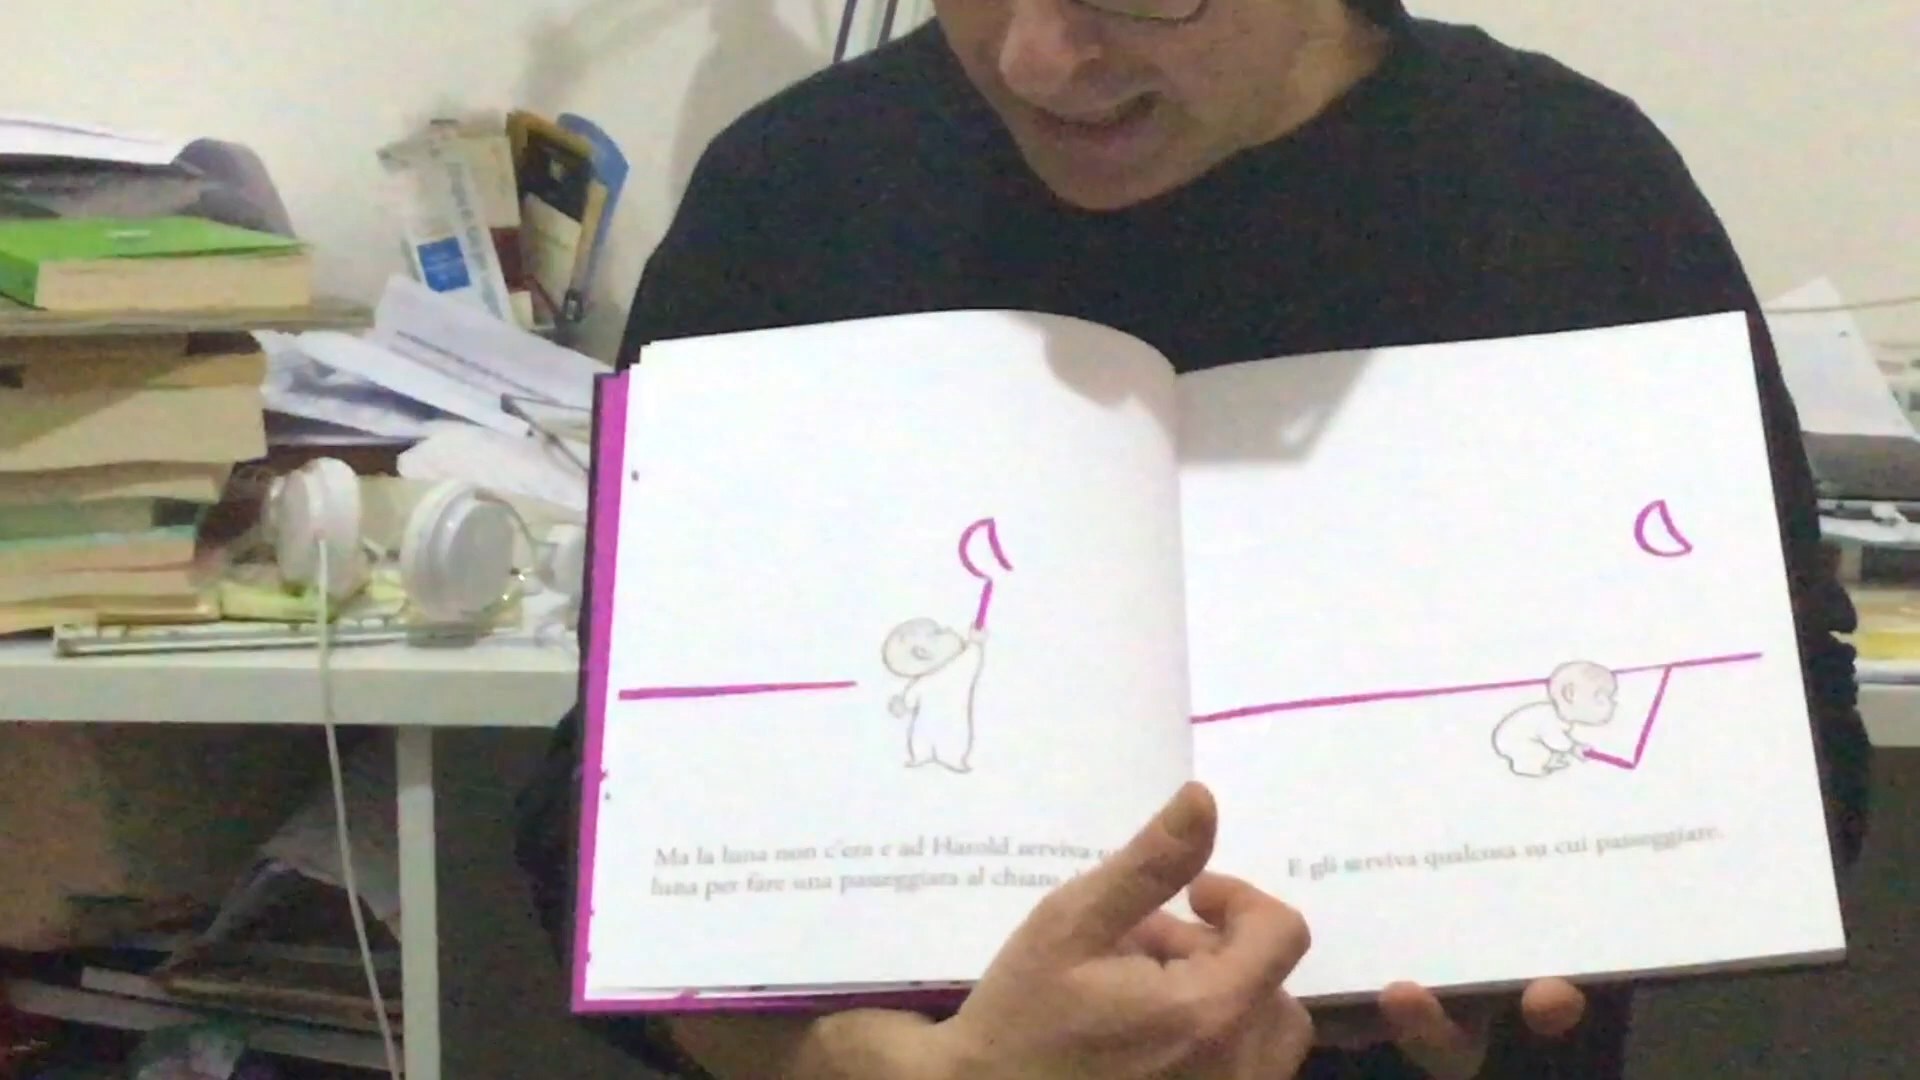 Ma la luna non c'era e ad Harold serviva
luna per fare una passeggiata al chiaro
E gli serviva qualcosa su cui passeggiare.